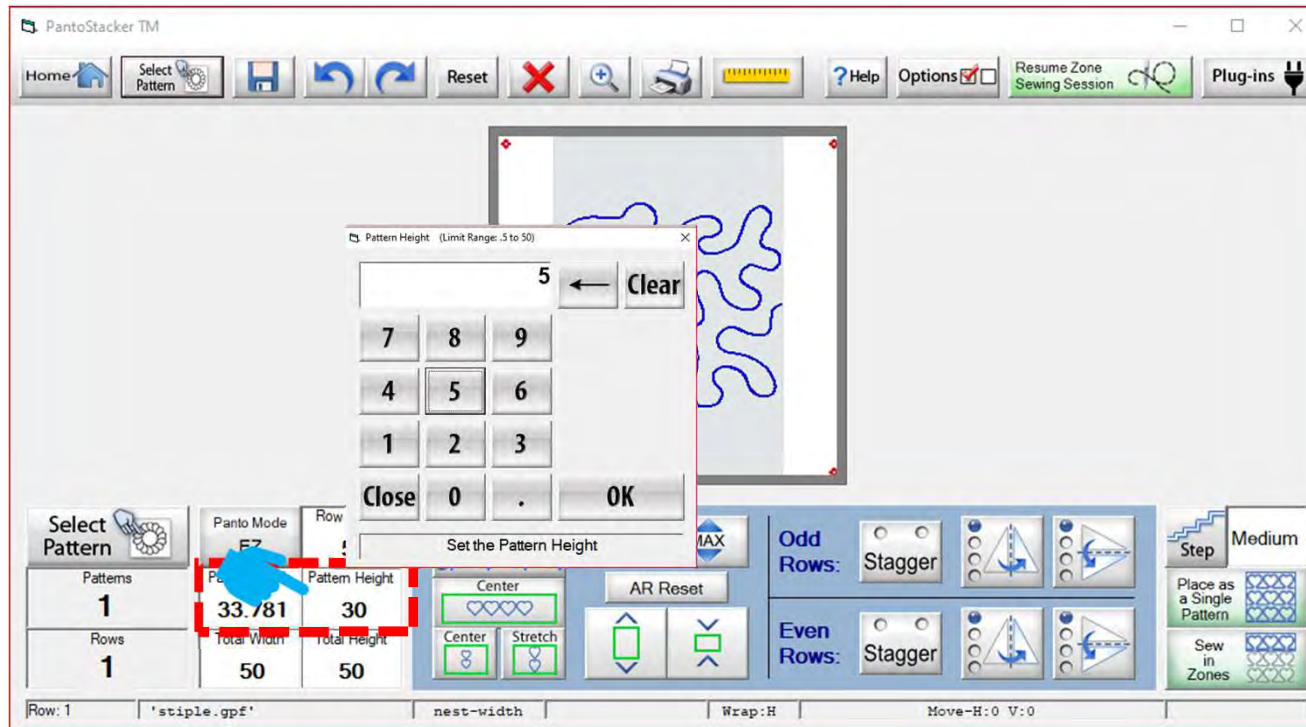 PantoStacker TM
Home
Select
Pattern
Reset
?Help
Options
Resume Zone
Sewing Session
Plug-ins
Pattern Height (Limit Range: .5 to 50)
5
Clear
7 8 9
4 5 6
1 2 3
Close 0 . OK
Set the Pattern Height
Select
Pattern
Panto Mode
EZ
Row
MAX
Patterns
1
33.781
Pattern Height
30
Rows
1
Total Width
50
Total Height
50
Center
Center
Stretch
AR Reset
Odd
Rows:
Stagger
Even
Rows:
Stagger
Step
Medium
Place as
a Single
Pattern
Sew
in
Zones
Row: 1
'stiple.gpf'
nest-width
Wrap:H
Move-H:0 V:0